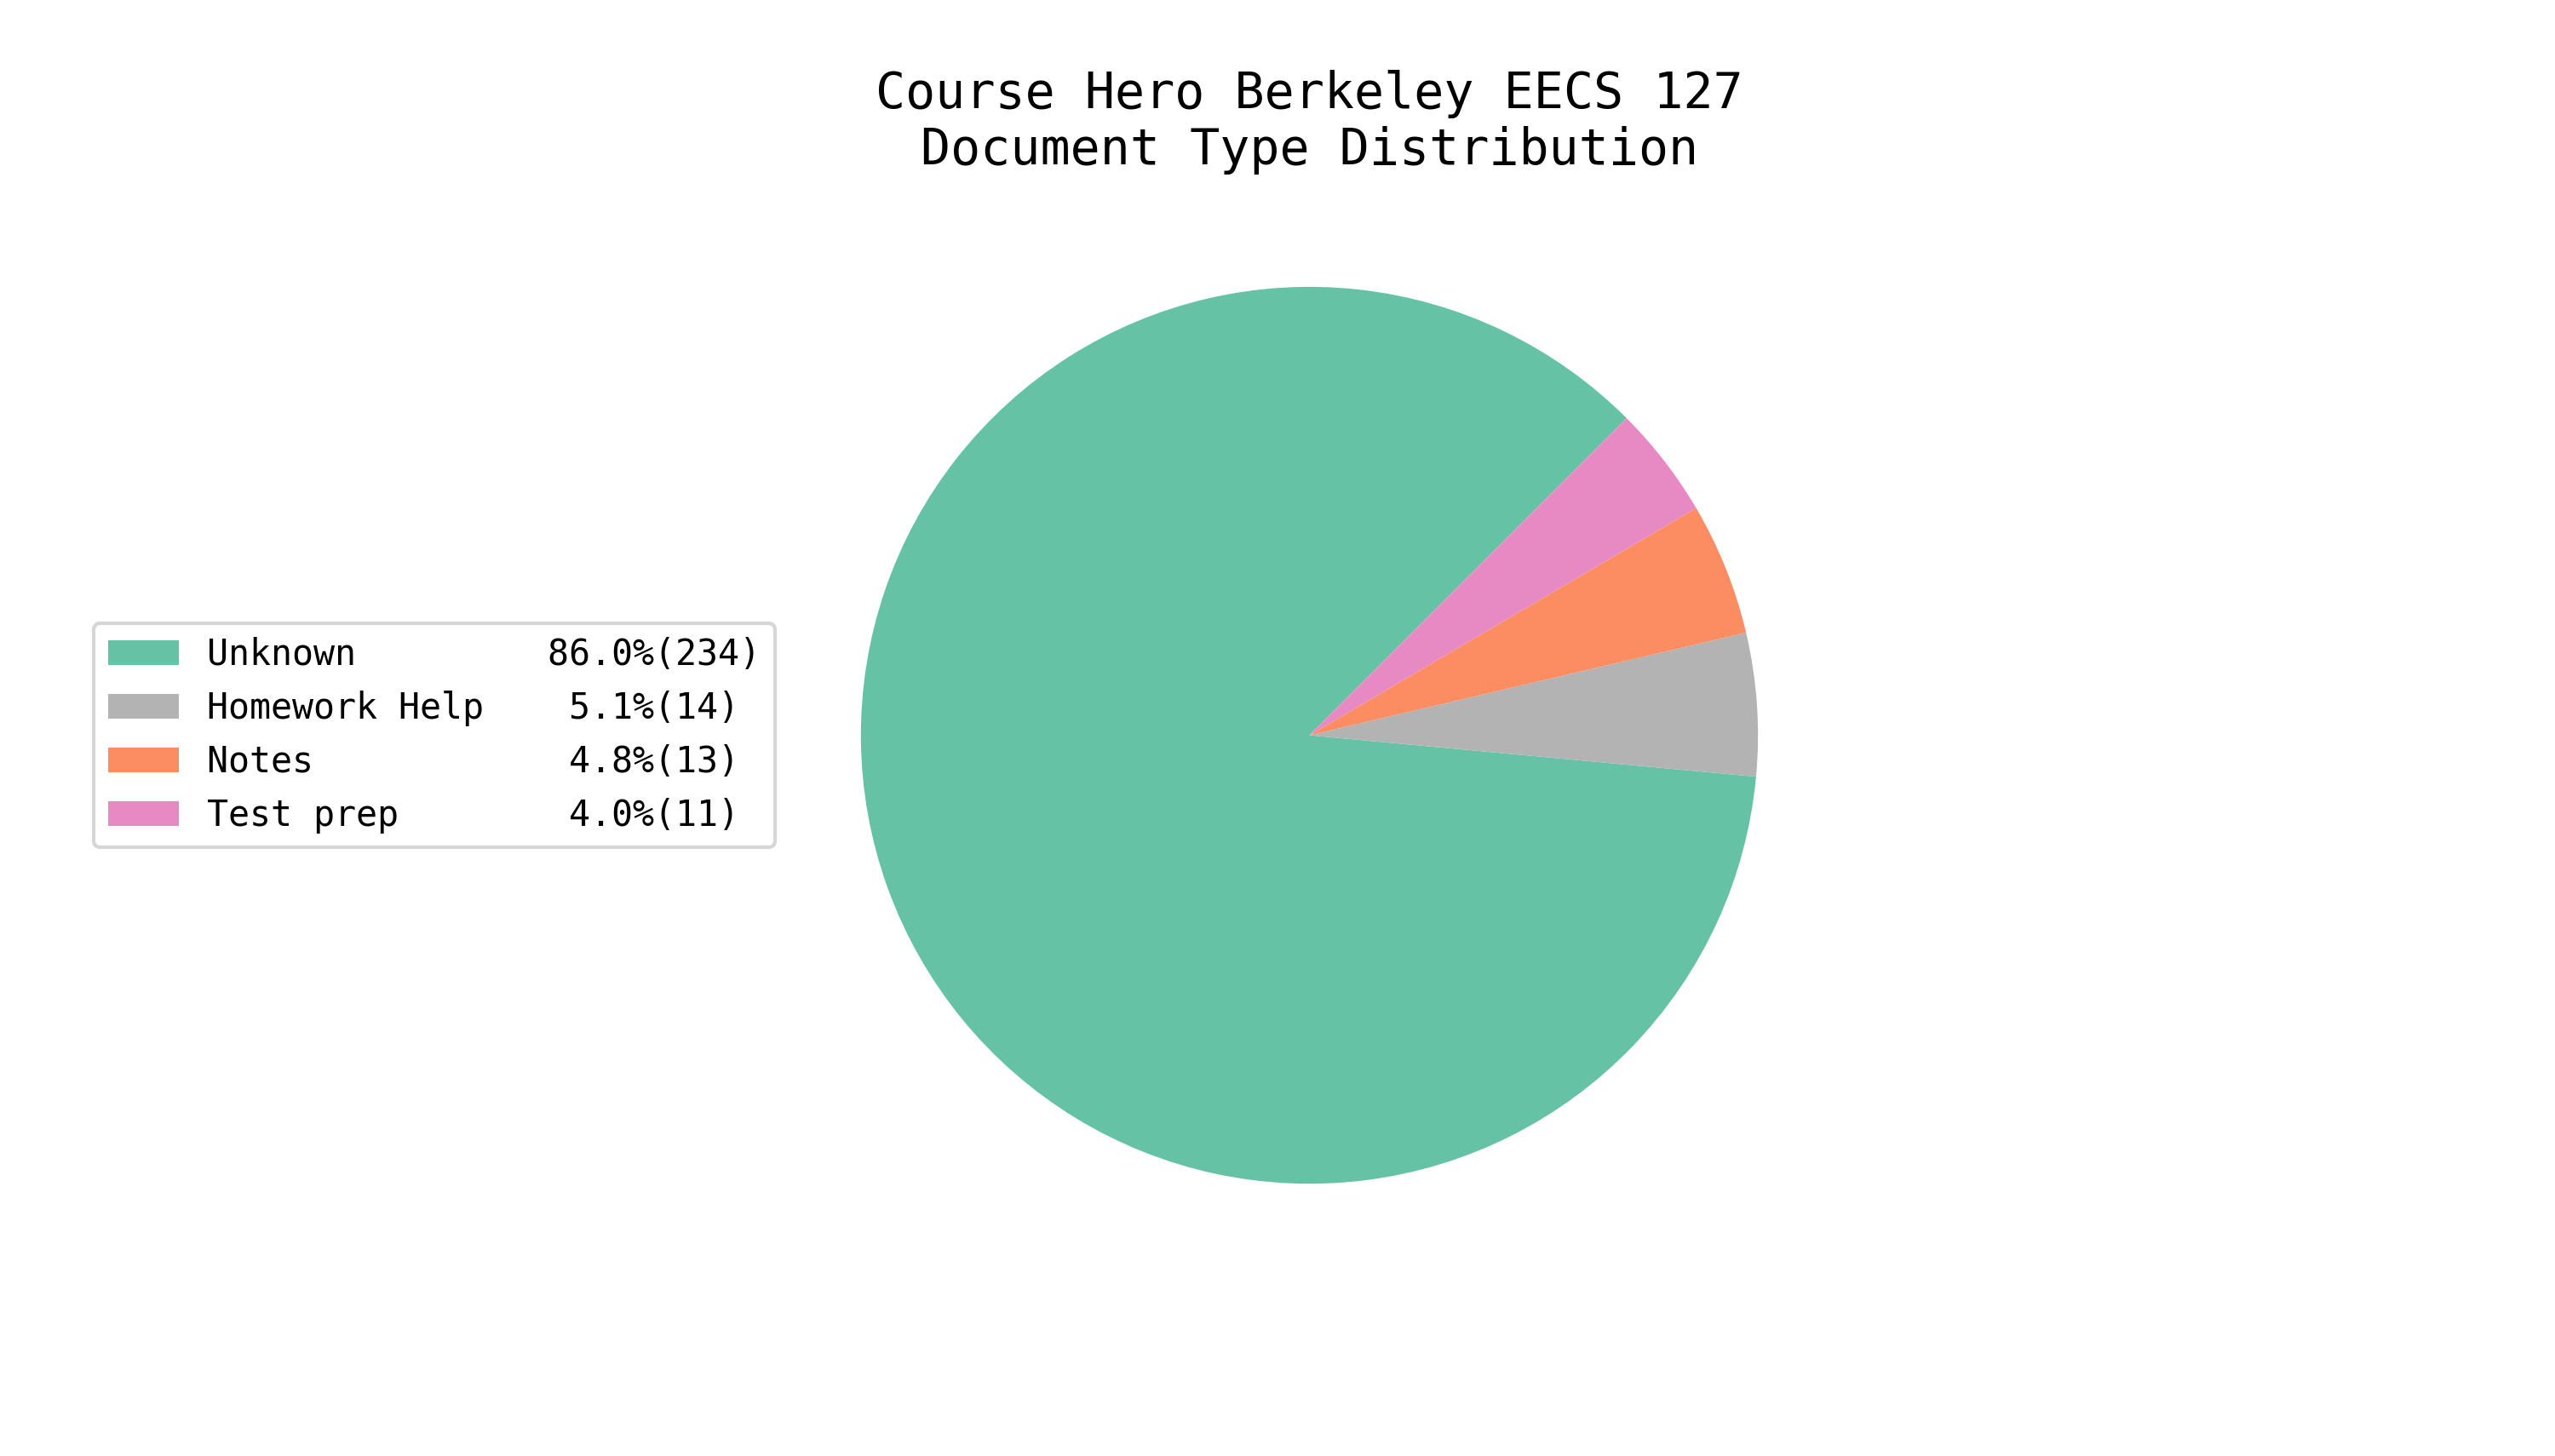 Course Hero Berkeley EECS 127
Document Type Distribution
Unknown 86.0%(234)
Homework Help 5.1%(14)
Notes 4.8%(13)
Test prep 4.0%(11)